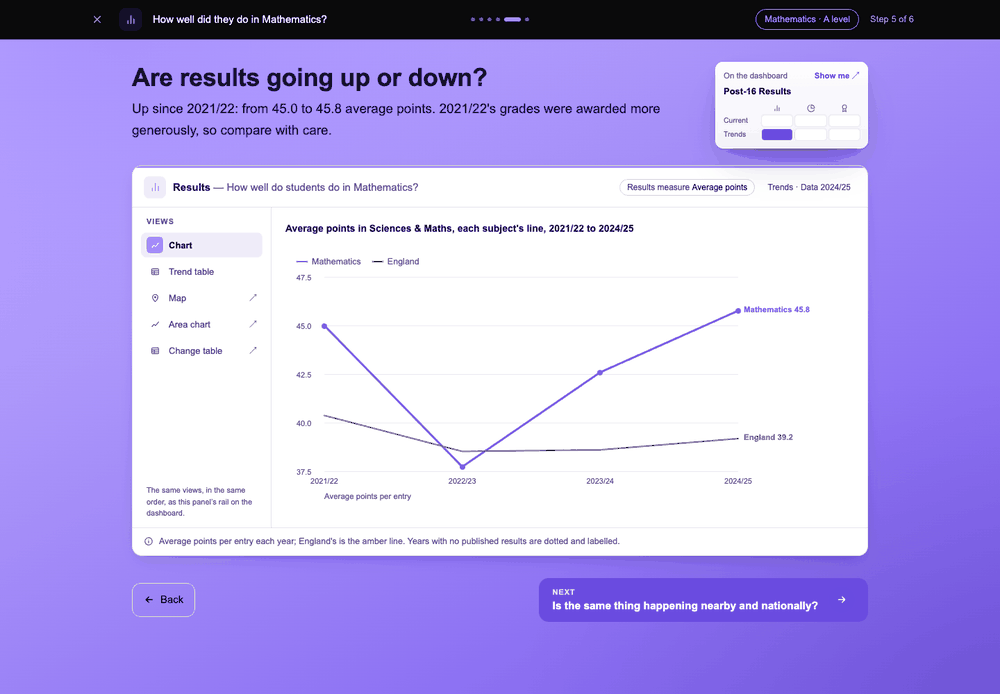 How well did they do in Mathematics?
Mathematics · A level
Step 5 of 6
Are results going up or down?
Up since 2021/22: from 45.0 to 45.8 average points. 2021/22's grades were awarded more
generously, so compare with care.
On the dashboard
Show me
Post-16 Results
Current
Trends
Results — How well do students do in Mathematics?
Results measure Average points
Trends · Data 2024/25
VIEWS
Chart
Trend table
Map
Area chart
Change table
The same views, in the same
order, as this panel's rail on the
dashboard.
Average points in Sciences & Maths, each subject's line, 2021/22 to 2024/25
Mathematics
England
47.5
45.0
42.5
40.0
37.5
Mathematics 45.8
England 39.2
2021/22
2022/23
2023/24
2024/25
Average points per entry
Average points per entry each year; England's is the amber line. Years with no published results are dotted and labelled.
Back
NEXT
Is the same thing happening nearby and nationally?